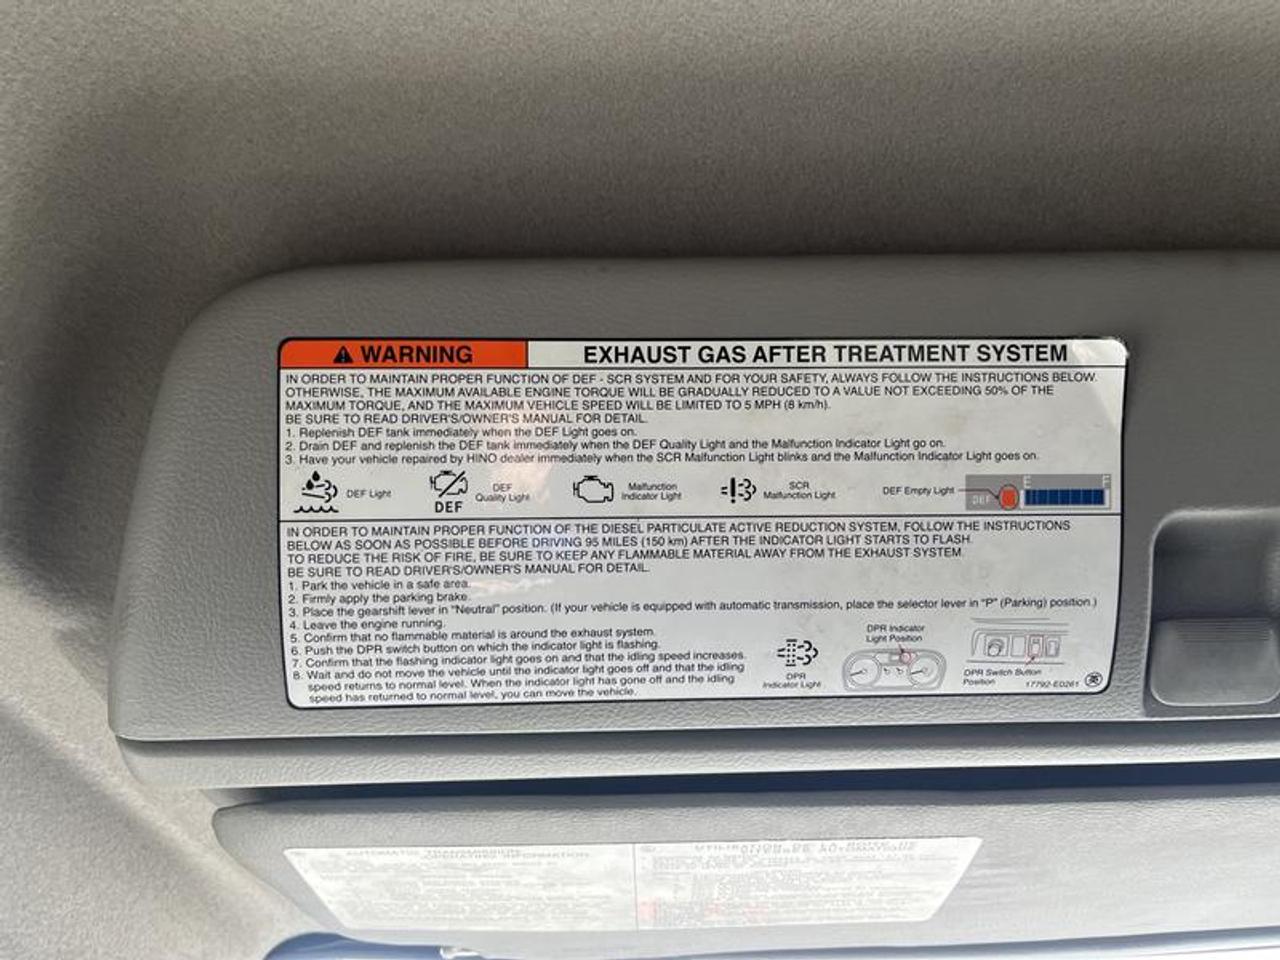 WARNING EXHAUST GAS AFTER TREATMENT SYSTEM
IN ORDER TO MAINTAIN PROPER FUNCTION OF DEF - SCR SYSTEM AND FOR YOUR SAFETY, ALWAYS FOLLOW THE INSTRUCTIONS BELOW.
OTHERWISE, THE MAXIMUM AVAILABLE ENGINE TORQUE WILL BE GRADUALLY REDUCED TO A VALUE NOT EXCEEDING 50% OF THE
MAXIMUM TORQUE, AND THE MAXIMUM VEHICLE SPEED WILL BE LIMITED TO 5 MPH (8 km/h).
BE SURE TO READ DRIVER'S/OWNER'S MANUAL FOR DETAIL.
1. Replenish DEF tank immediately when the DEF Light goes on.
2. Drain DEF and replenish the DEF tank immediately when the DEF Quality Light and the Malfunction Indicator Light go on.
3. Have your vehicle repaired by HINO dealer immediately when the SCR Malfunction Light blinks and the Malfunction Indicator Light goes on.
DEF Light
DEF
DEF
Quality Light
Malfunction
Indicator Light
SCR
Malfunction Light
DEF Empty Light
DEF
E F
IN ORDER TO MAINTAIN PROPER FUNCTION OF THE DIESEL PARTICULATE ACTIVE REDUCTION SYSTEM, FOLLOW THE INSTRUCTIONS
BELOW AS SOON AS POSSIBLE BEFORE DRIVING 95 MILES (150 km) AFTER THE INDICATOR LIGHT STARTS TO FLASH.
TO REDUCE THE RISK OF FIRE, BE SURE TO KEEP ANY FLAMMABLE MATERIAL AWAY FROM THE EXHAUST SYSTEM.
BE SURE TO READ DRIVER'S/OWNER'S MANUAL FOR DETAIL.
1. Park the vehicle in a safe area.
2. Firmly apply the parking brake.
3. Place the gearshift lever in "Neutral" position. (If your vehicle is equipped with automatic transmission, place the selector lever in "P" (Parking) position.)
4. Leave the engine running.
5. Confirm that no flammable material is around the exhaust system.
6. Push the DPR switch button on which the indicator light is flashing.
7. Confirm that the flashing indicator light goes on and that the idling speed increases.
8. Wait and do not move the vehicle until the indicator light goes off and that the idling
speed returns to normal level. When the indicator light has gone off and the idling
speed has returned to normal level, you can move the vehicle.
DPR
Indicator Light
DPR Indicator
Light Position
DPR Switch Button
Position
17792-E0261
AUTOMATIC TRANSMISSION
OPERATING INFORMATION